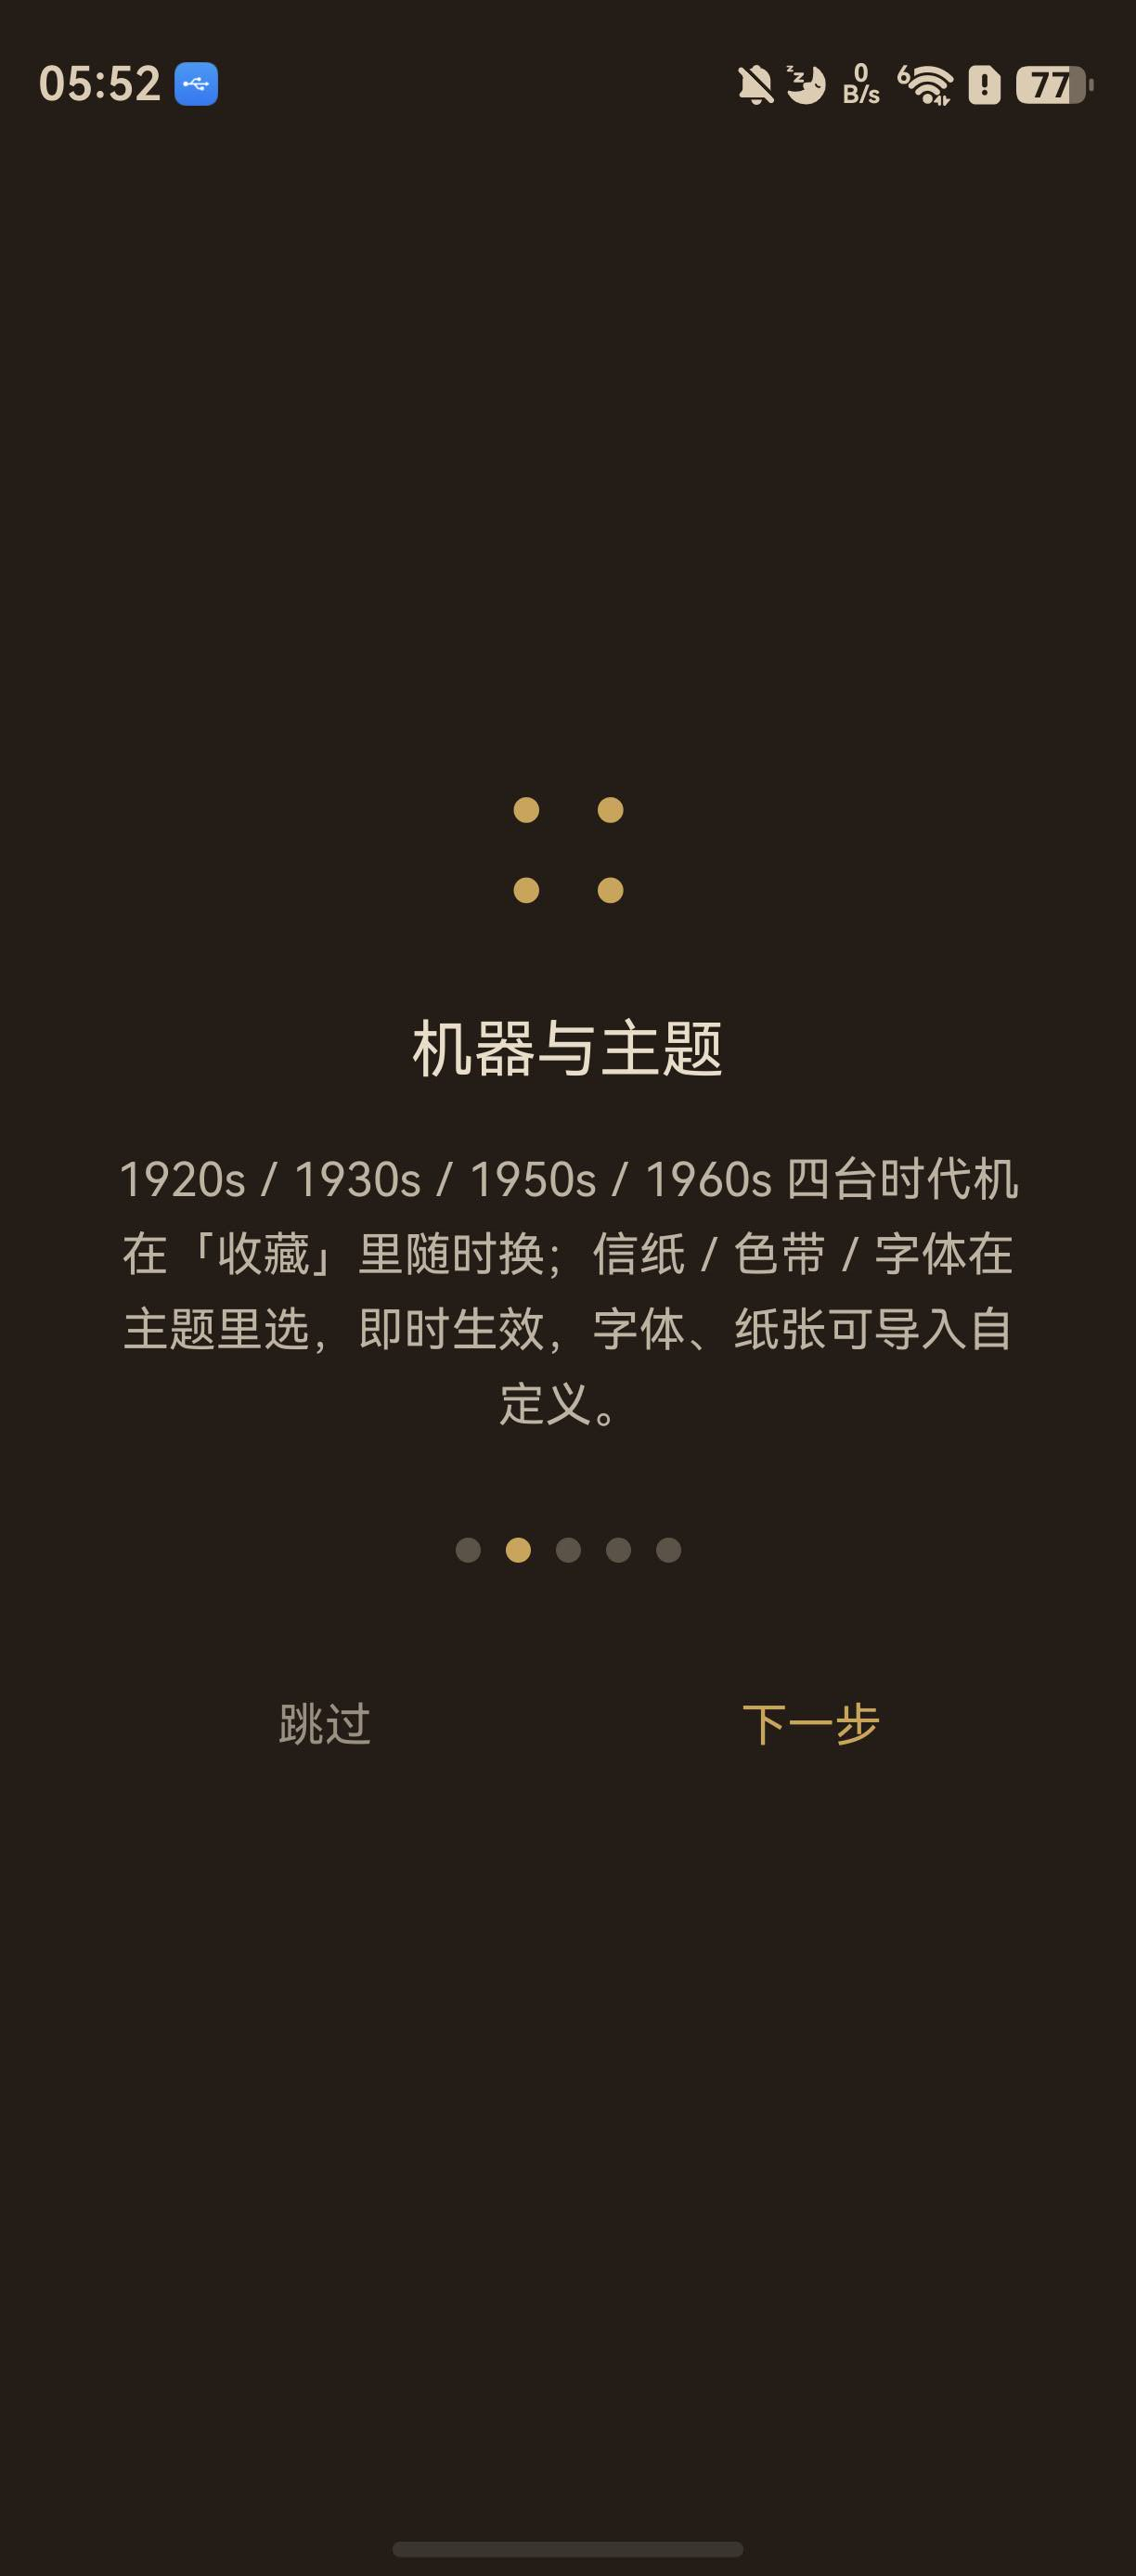 05:52
0
B/s
6
77
机器与主题
1920s / 1930s / 1950s / 1960s 四台时代机
在「收藏」里随时换；信纸 / 色带 / 字体在
主题里选，即时生效，字体、纸张可导入自
定义。
跳过
下一步